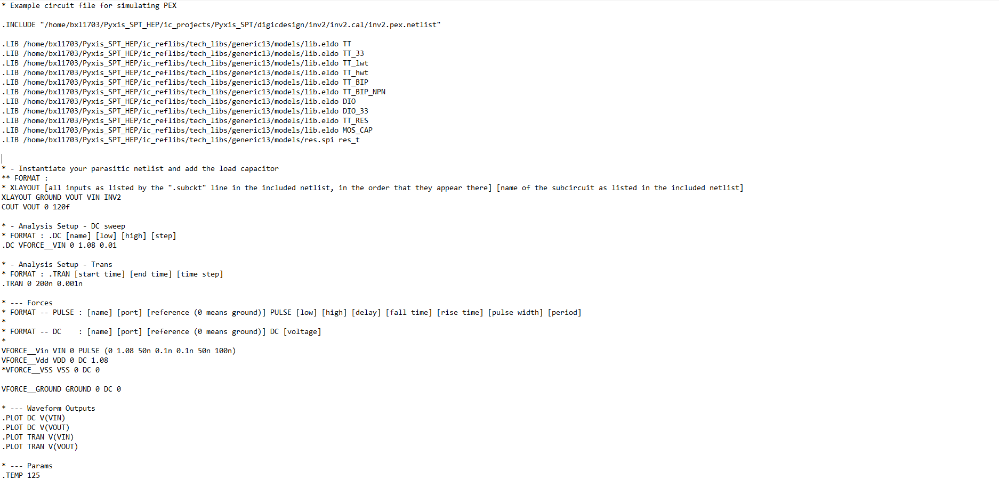 * Example circuit file for simulating PEX
.INCLUDE "/home/bxl1703/Pyxis_SPT_HEP/ic_projects/Pyxis_SPT/digicdesign/inv2/inv2.cal/inv2.pex.netlist"
.LIB /home/bxl1703/Pyxis_SPT_HEP/ic_reflibs/tech_libs/generic13/models/lib.eldo TT
.LIB /home/bxl1703/Pyxis_SPT_HEP/ic_reflibs/tech_libs/generic13/models/lib.eldo TT_33
.LIB /home/bxl1703/Pyxis_SPT_HEP/ic_reflibs/tech_libs/generic13/models/lib.eldo TT_lwt
.LIB /home/bxl1703/Pyxis_SPT_HEP/ic_reflibs/tech_libs/generic13/models/lib.eldo TT_hwt
.LIB /home/bxl1703/Pyxis_SPT_HEP/ic_reflibs/tech_libs/generic13/models/lib.eldo TT_BIP
.LIB /home/bxl1703/Pyxis_SPT_HEP/ic_reflibs/tech_libs/generic13/models/lib.eldo TT_BIP_NPN
.LIB /home/bxl1703/Pyxis_SPT_HEP/ic_reflibs/tech_libs/generic13/models/lib.eldo DIO
.LIB /home/bxl1703/Pyxis_SPT_HEP/ic_reflibs/tech_libs/generic13/models/lib.eldo DIO_33
.LIB /home/bxl1703/Pyxis_SPT_HEP/ic_reflibs/tech_libs/generic13/models/lib.eldo TT_RES
.LIB /home/bxl1703/Pyxis_SPT_HEP/ic_reflibs/tech_libs/generic13/models/lib.eldo MOS_CAP
.LIB /home/bxl1703/Pyxis_SPT_HEP/ic_reflibs/tech_libs/generic13/models/res.spi res_t
* - Instantiate your parasitic netlist and add the load capacitor
** FORMAT :
* XLAYOUT [all inputs as listed by the ".subckt" line in the included netlist, in the order that they appear there] [name of the subcircuit as listed in the included netlist]
XLAYOUT GROUND VOUT VIN INV2
COUT VOUT 0 120f
* - Analysis Setup - DC sweep
* FORMAT : .DC [name] [low] [high] [step]
.DC VFORCE__VIN 0 1.08 0.01
* - Analysis Setup - Trans
* FORMAT : .TRAN [start time] [end time] [time step]
.TRAN 0 200n 0.001n
* --- Forces
* FORMAT -- PULSE : [name] [port] [reference (0 means ground)] PULSE [low] [high] [delay] [fall time] [rise time] [pulse width] [period]
*
* FORMAT -- DC    : [name] [port] [reference (0 means ground)] DC [voltage]
*
VFORCE__Vin VIN 0 PULSE (0 1.08 50n 0.1n 0.1n 50n 100n)
VFORCE__Vdd VDD 0 DC 1.08
*VFORCE__VSS VSS 0 DC 0
VFORCE__GROUND GROUND 0 DC 0
* --- Waveform Outputs
.PLOT DC V(VIN)
.PLOT DC V(VOUT)
.PLOT TRAN V(VIN)
.PLOT TRAN V(VOUT)
* --- Params
.TEMP 125